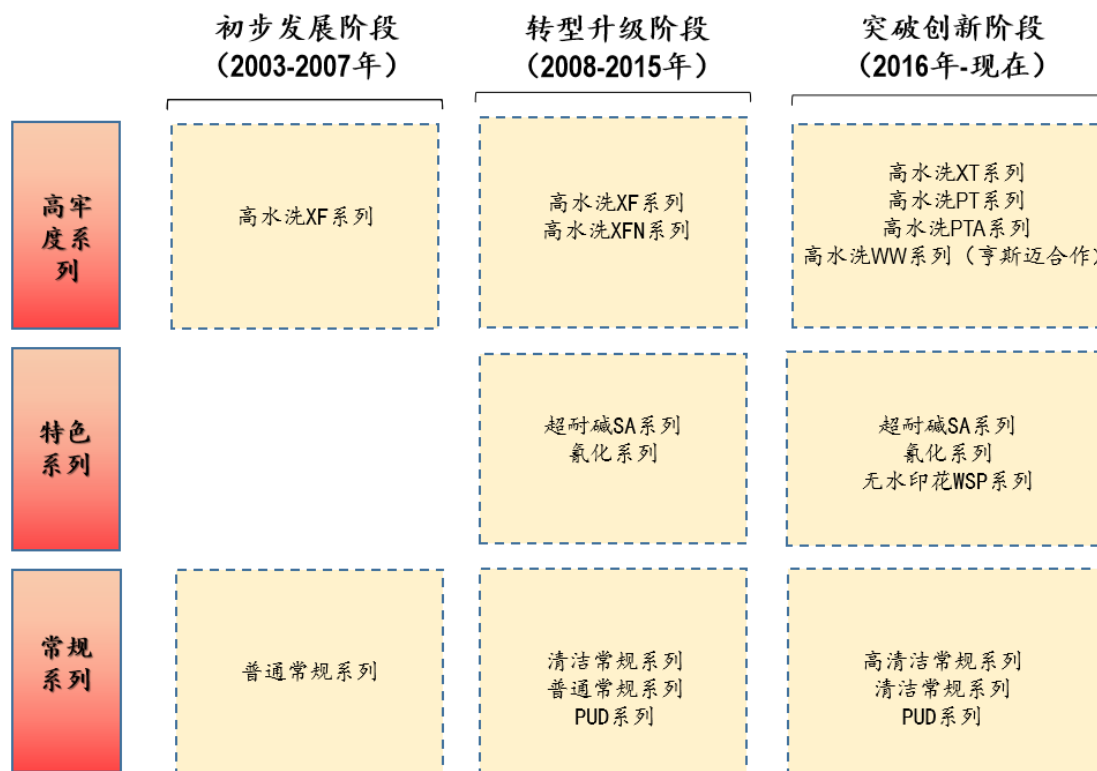 初步发展阶段
（2003-2007年）
转型升级阶段
（2008-2015年）
突破创新阶段
（2016年-现在）
高牢
度系
列
高水洗XF系列
高水洗XF系列
高水洗XFN系列
高水洗XT系列
高水洗PT系列
高水洗PTA系列
高水洗WW系列（亨斯迈合作）
特色
系列
超耐碱SA系列
氰化系列
超耐碱SA系列
氰化系列
无水印花WSP系列
常规
系列
普通常规系列
清洁常规系列
普通常规系列
PUD系列
高清洁常规系列
清洁常规系列
PUD系列